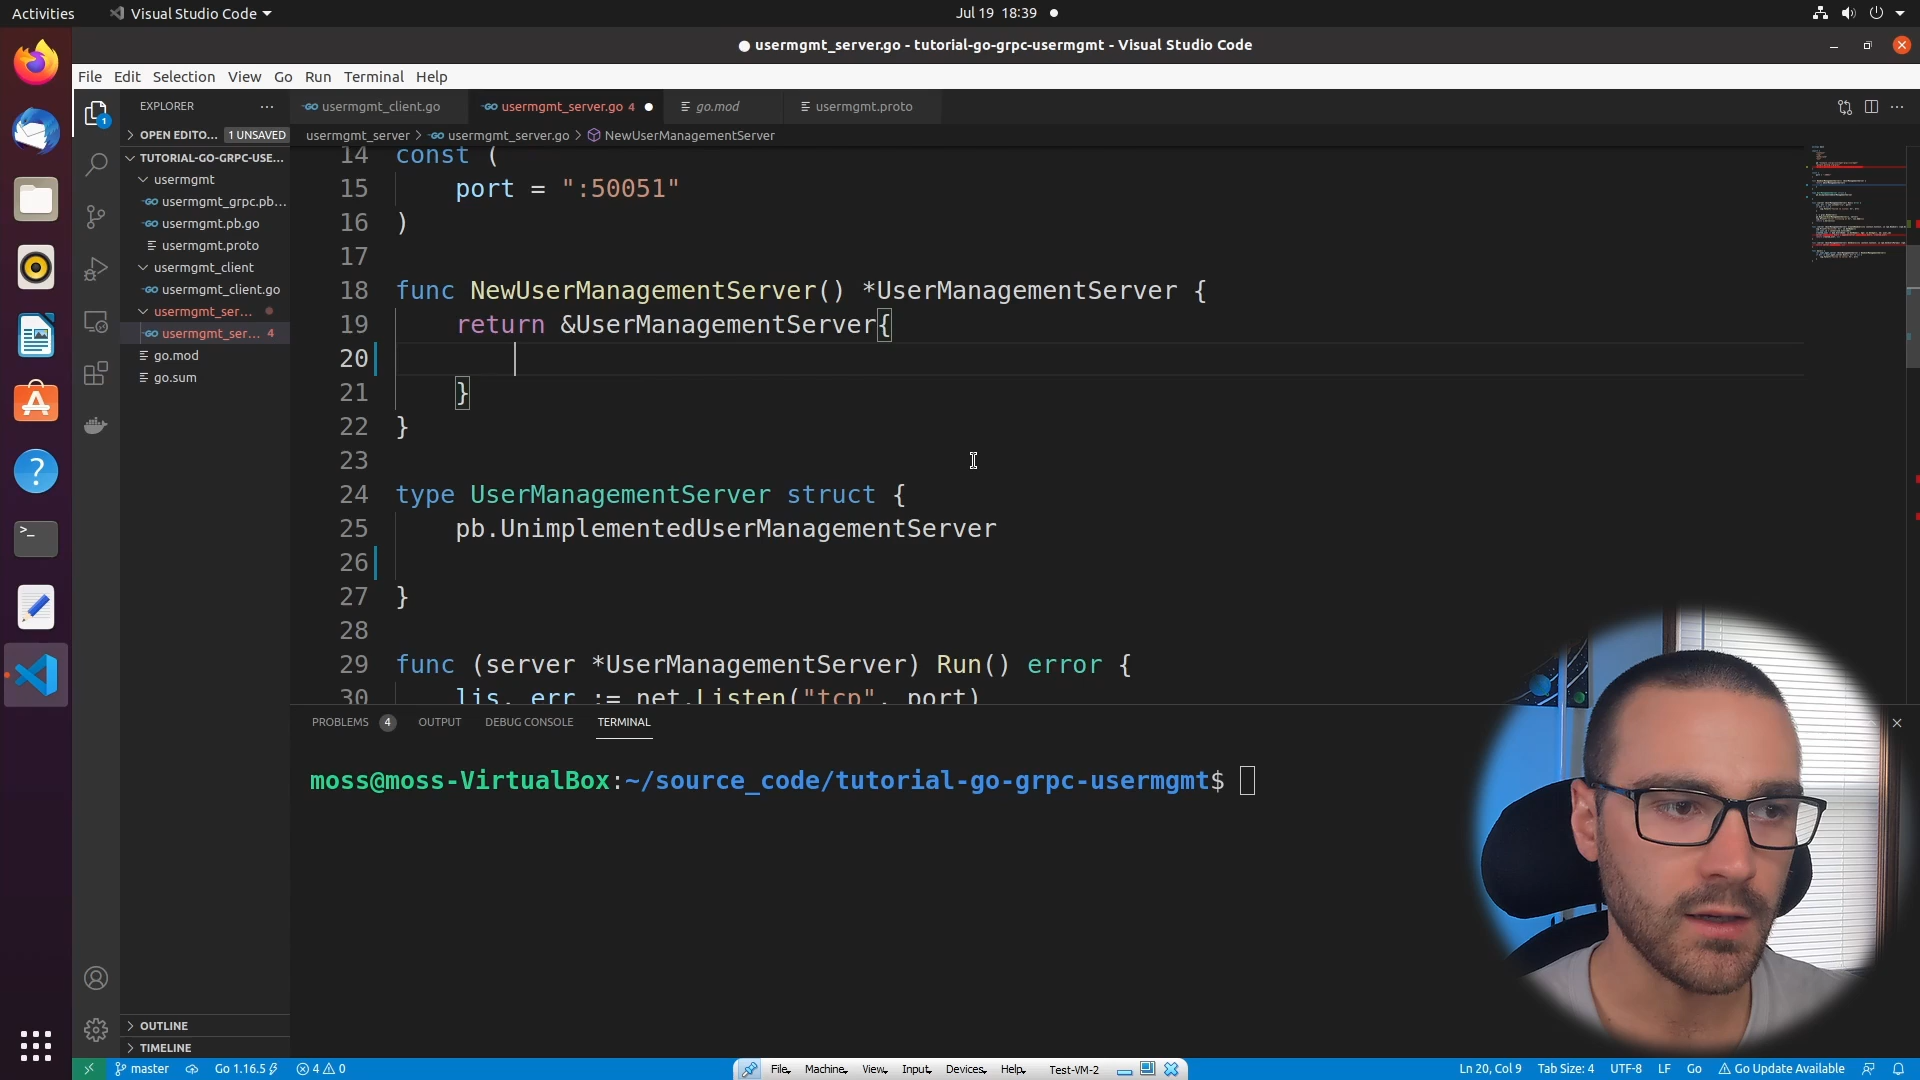 Activities
Visual Studio Code
Jul 19 18:39
● usermgmt_server.go - tutorial-go-grpc-usermgmt - Visual Studio Code
File Edit Selection View Go Run Terminal Help
EXPLORER
OPEN EDITO... 1 UNSAVED
TUTORIAL-GO-GRPC-USE...
usermgmt
usermgmt_grpc.pb...
usermgmt.pb.go
usermgmt.proto
usermgmt_client
usermgmt_client.go
usermgmt_ser...
usermgmt_ser... 4
go.mod
go.sum
OUTLINE
TIMELINE
usermgmt_client.go
usermgmt_server.go 4 ●
go.mod
usermgmt.proto
usermgmt_server > usermgmt_server.go > NewUserManagementServer
14 const (
15 port = ":50051"
16 )
17
18 func NewUserManagementServer() *UserManagementServer {
19 return &UserManagementServer{
20
21 }
22 }
23
24 type UserManagementServer struct {
25 pb.UnimplementedUserManagementServer
26
27 }
28
29 func (server *UserManagementServer) Run() error {
30 lis, err := net.Listen("tcp", port)
PROBLEMS 4 OUTPUT DEBUG CONSOLE TERMINAL
moss@moss-VirtualBox:~/source_code/tutorial-go-grpc-usermgmt$
master
Go 1.16.5
4 0
File Machine View Input Devices Help Test-VM-2
Ln 20, Col 9 Tab Size: 4 UTF-8 LF Go Go Update Available